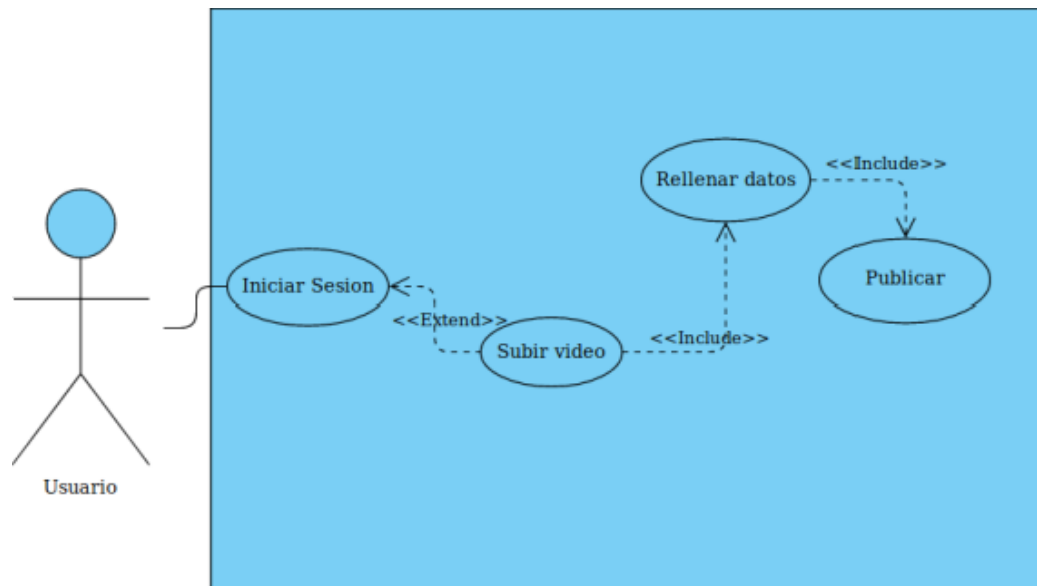 Rellenar datos
<<Include>>
Publicar
Iniciar Sesion
<<Extend>>
Subir video
<<Include>>
Usuario